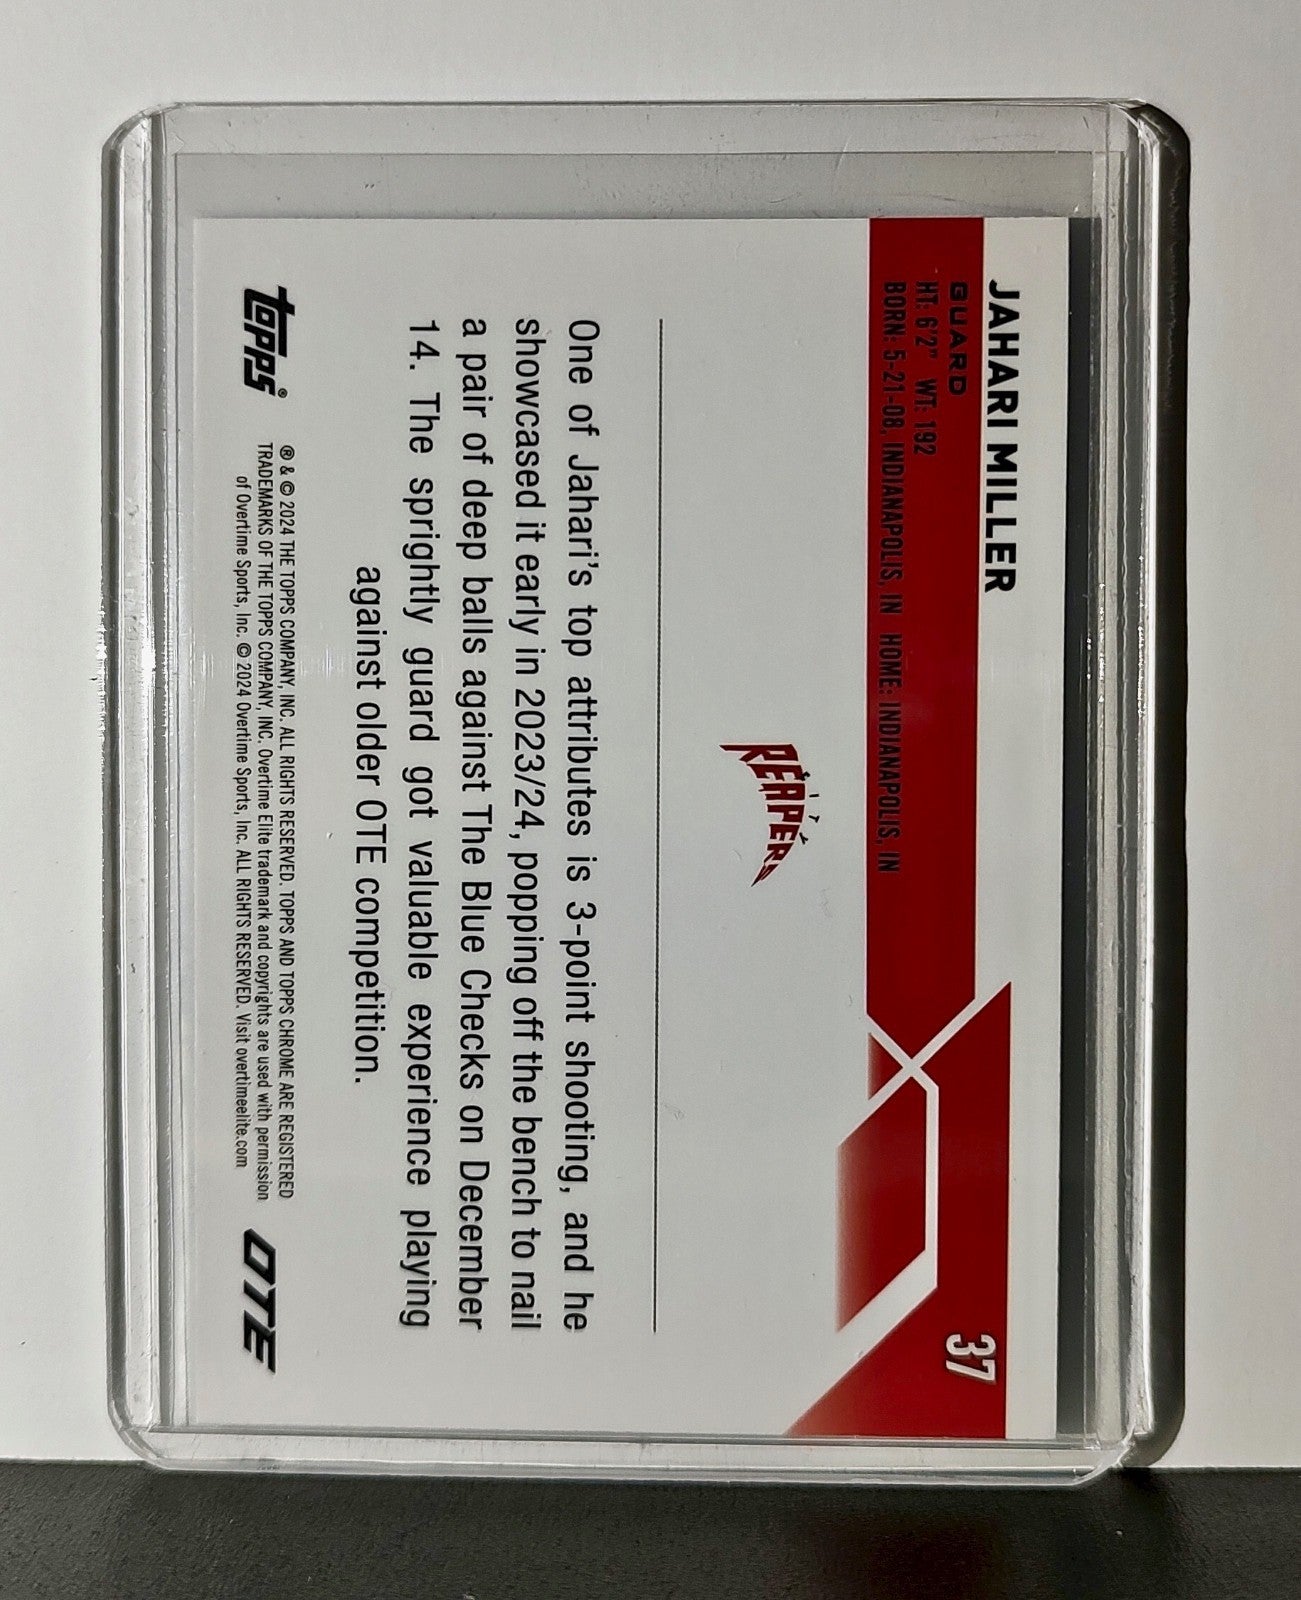 JAHARI MILLER
GUARD
HT: 6'2" WT: 192
BORN: 5-21-08, INDIANAPOLIS, IN HOME: INDIANAPOLIS, IN
37
REAPERS
One of Jahari's top attributes is 3-point shooting, and he
showcased it early in 2023/24, popping off the bench to nail
a pair of deep balls against The Blue Checks on December
14. The sprightly guard got valuable experience playing
against older OTE competition.
topps®
® & © 2024 THE TOPPS COMPANY, INC. ALL RIGHTS RESERVED. TOPPS AND TOPPS CHROME ARE REGISTERED
TRADEMARKS OF THE TOPPS COMPANY, INC. Overtime Elite trademark and copyrights are used with permission
of Overtime Sports, Inc. © 2024 Overtime Sports, Inc. ALL RIGHTS RESERVED. Visit overtimeelite.com
OTE